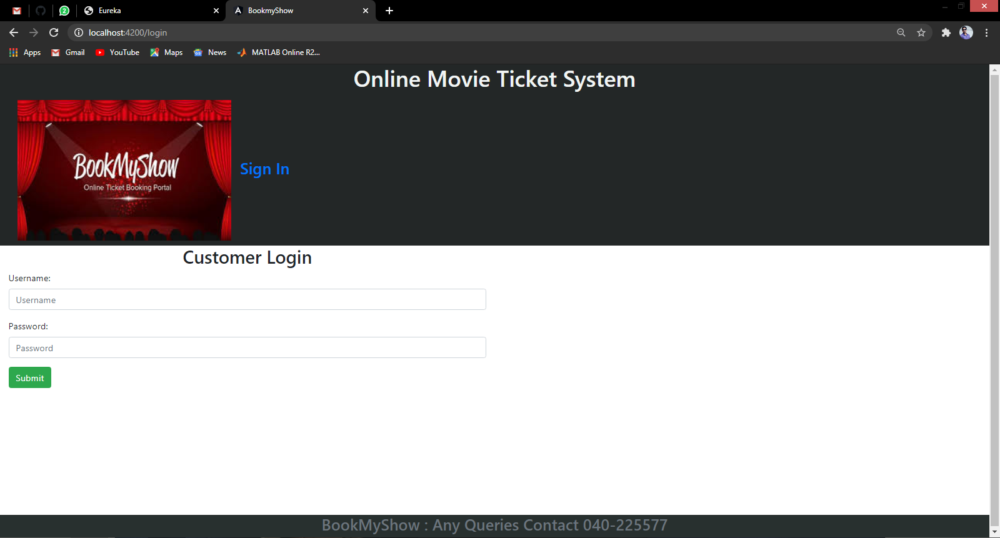 2
Eureka
BookmyShow
localhost:4200/login
Apps
Gmail
YouTube
Maps
News
MATLAB Online R2...
Online Movie Ticket System
BookMyShow
Online Ticket Booking Portal
Sign In
Customer Login
Username:
Username
Password:
Password
Submit
BookMyShow : Any Queries Contact 040-225577